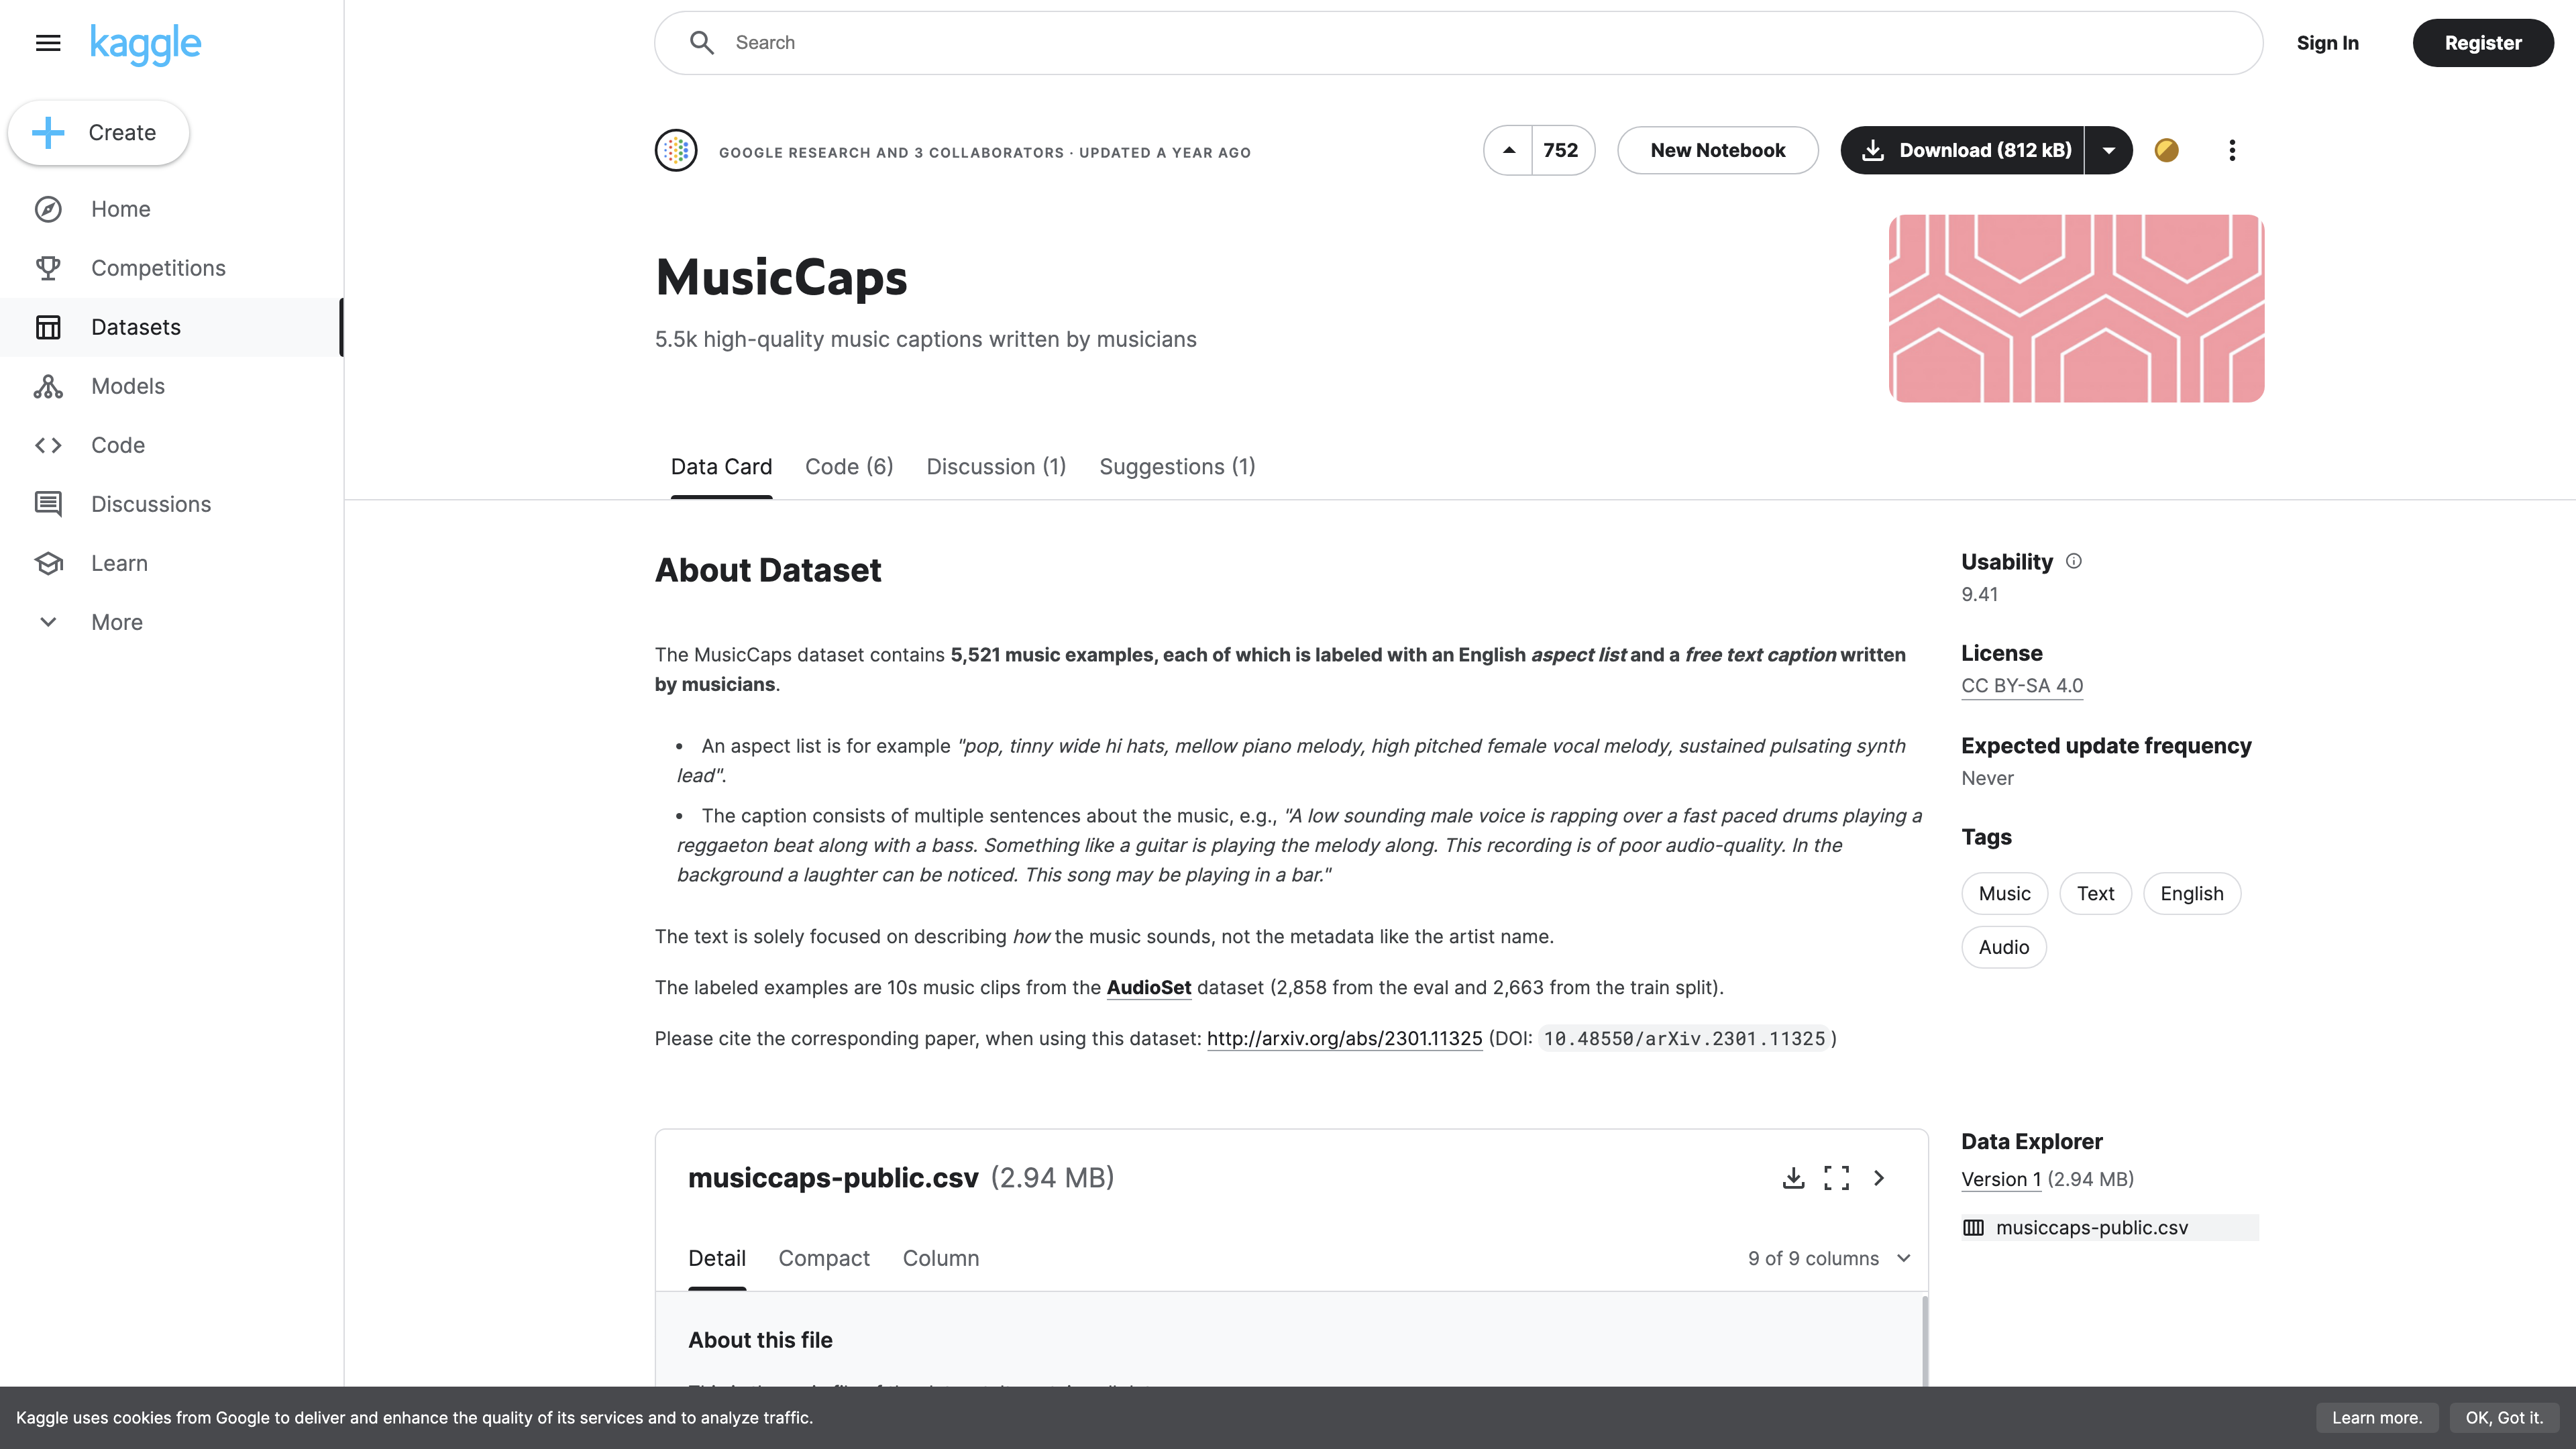 kaggle
Search
Sign In
Register
Create
Home
Competitions
Datasets
Models
Code
Discussions
Learn
More
GOOGLE RESEARCH AND 3 COLLABORATORS · UPDATED A YEAR AGO
752
New Notebook
Download (812 kB)
MusicCaps
5.5k high-quality music captions written by musicians
Data Card
Code (6)
Discussion (1)
Suggestions (1)
About Dataset
The MusicCaps dataset contains 5,521 music examples, each of which is labeled with an English aspect list and a free text caption written
by musicians.
• An aspect list is for example "pop, tinny wide hi hats, mellow piano melody, high pitched female vocal melody, sustained pulsating synth
lead".
• The caption consists of multiple sentences about the music, e.g., "A low sounding male voice is rapping over a fast paced drums playing a
reggaeton beat along with a bass. Something like a guitar is playing the melody along. This recording is of poor audio-quality. In the
background a laughter can be noticed. This song may be playing in a bar."
The text is solely focused on describing how the music sounds, not the metadata like the artist name.
The labeled examples are 10s music clips from the AudioSet dataset (2,858 from the eval and 2,663 from the train split).
Please cite the corresponding paper, when using this dataset: http://arxiv.org/abs/2301.11325 (DOI: 10.48550/arXiv.2301.11325)
Usability
9.41
License
CC BY-SA 4.0
Expected update frequency
Never
Tags
Music
Text
English
Audio
musiccaps-public.csv (2.94 MB)
Detail
Compact
Column
9 of 9 columns
About this file
Data Explorer
Version 1 (2.94 MB)
musiccaps-public.csv
Kaggle uses cookies from Google to deliver and enhance the quality of its services and to analyze traffic.
Learn more.
OK, Got it.